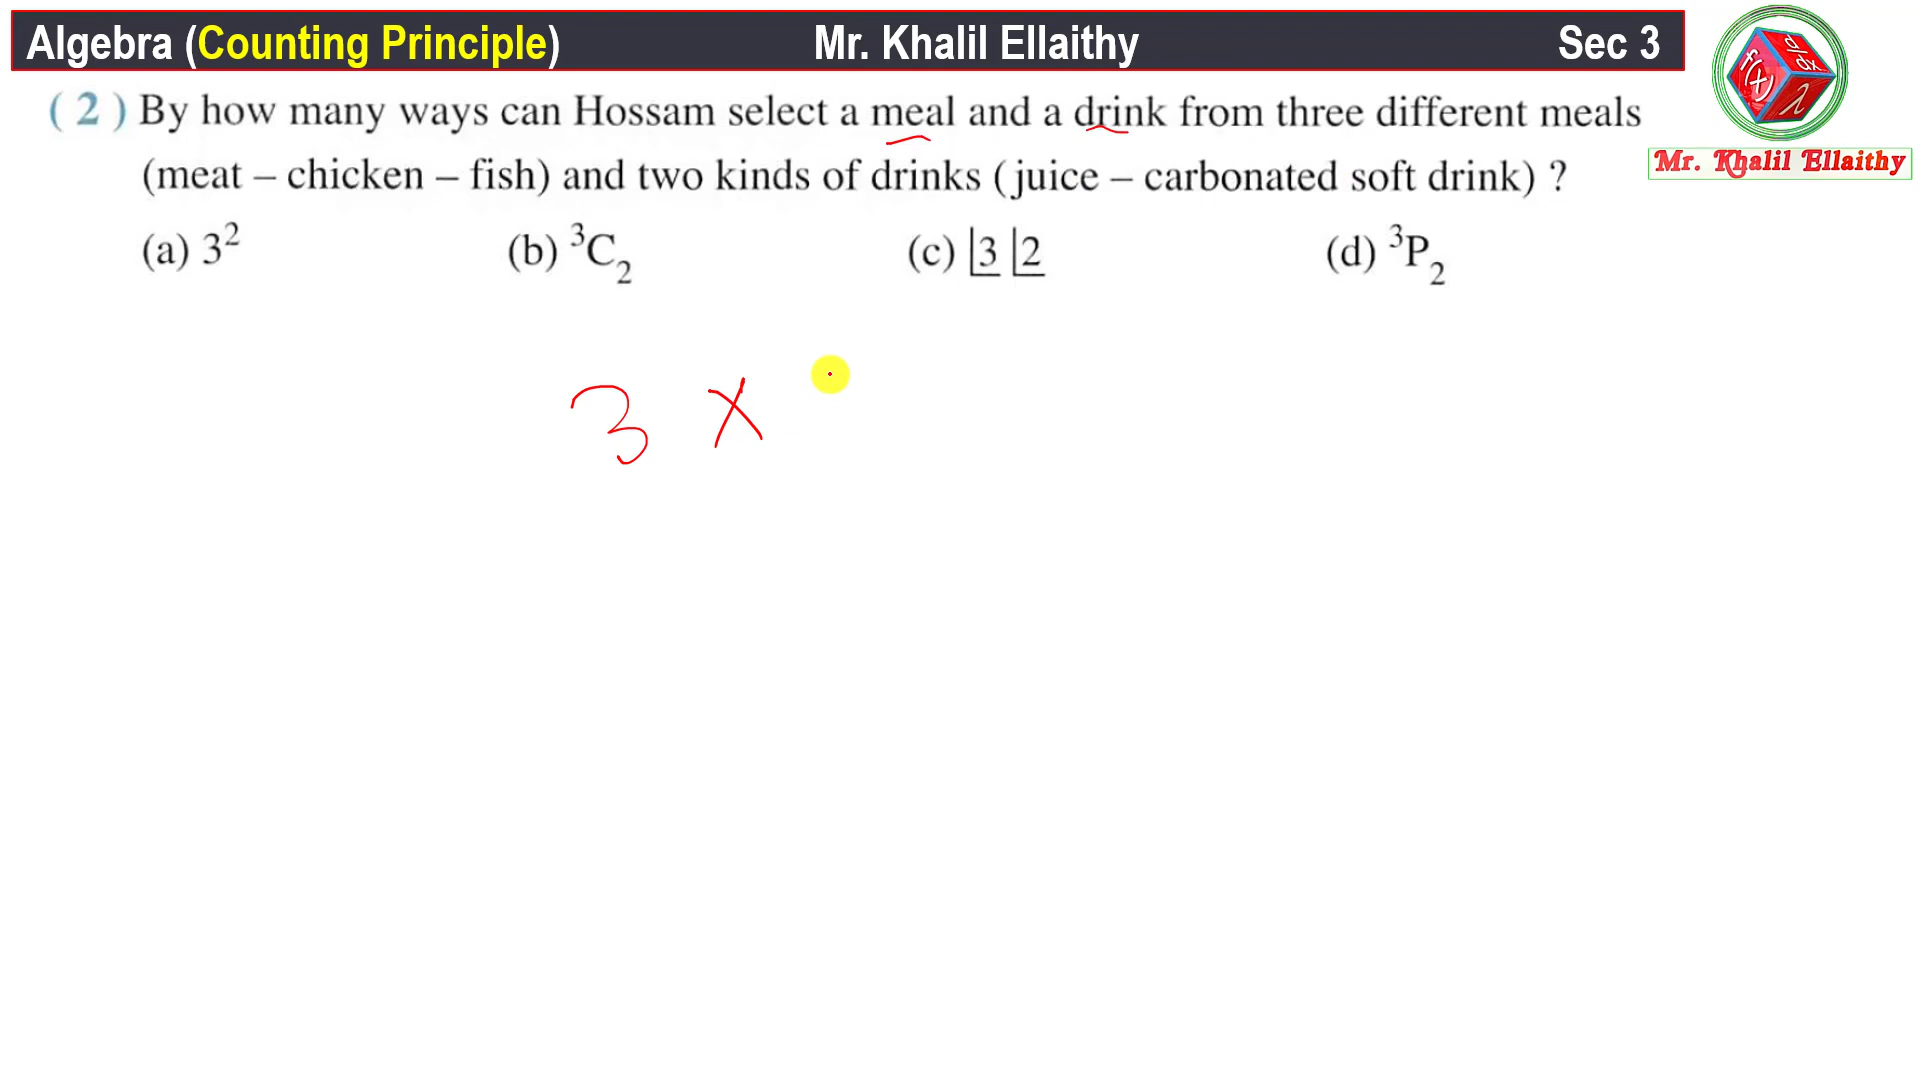 Algebra (Counting Principle) Mr. Khalil Ellaithy Sec 3
f(x) d/dx λ
Mr. Khalil Ellaithy
( 2 ) By how many ways can Hossam select a meal and a drink from three different meals
(meat – chicken – fish) and two kinds of drinks ( juice – carbonated soft drink) ?
(a) 3² (b) ³C₂ (c) ⌊3 ⌊2 (d) ³P₂
3 ×